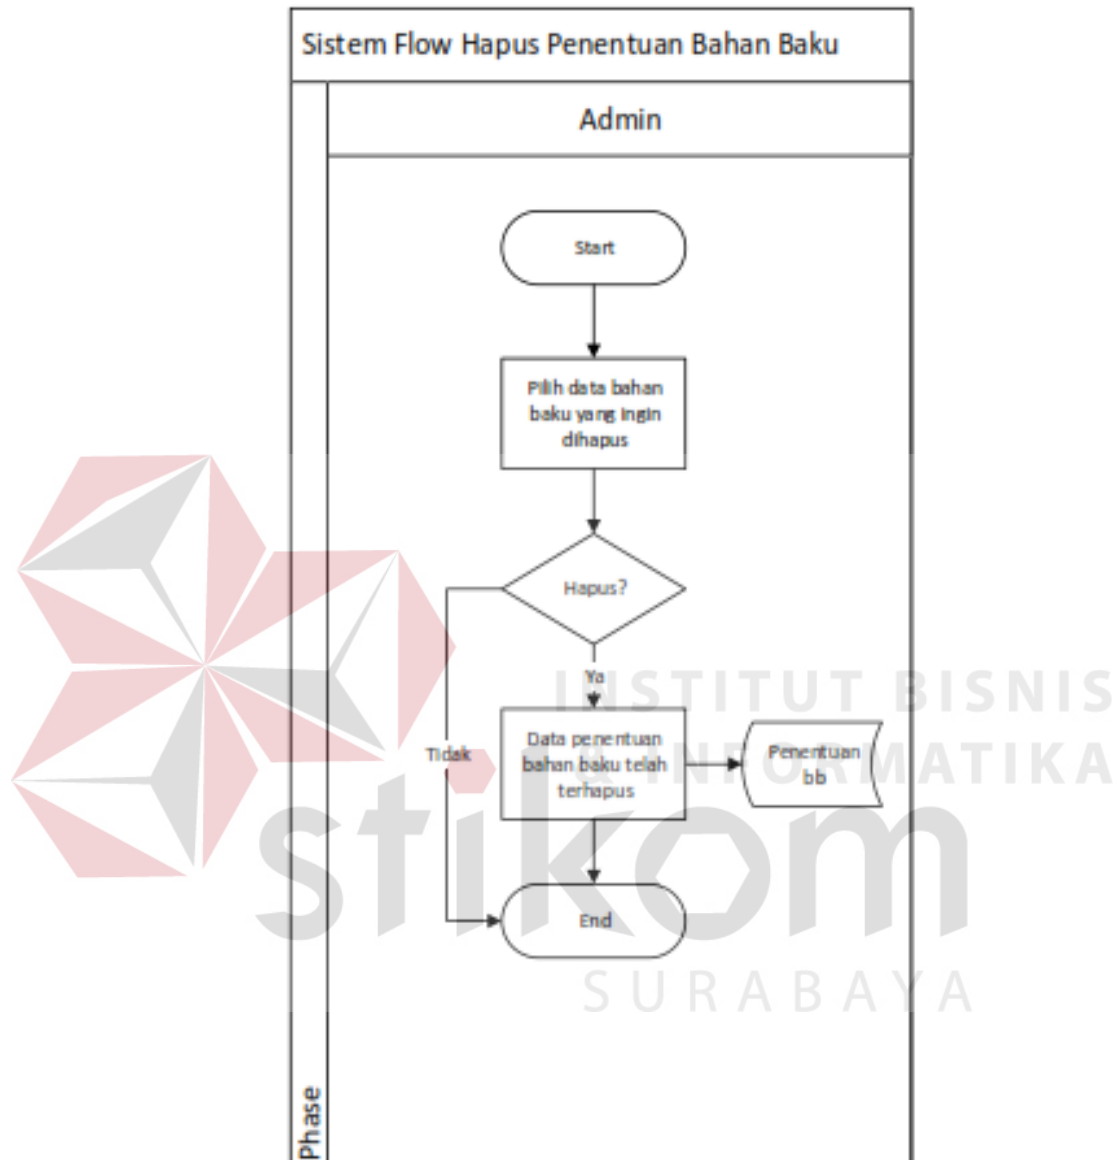 Sistem Flow Hapus Penentuan Bahan Baku
Admin
Start
Pilih data bahan
baku yang ingin
dihapus
Hapus?
Ya
Tidak
Data penentuan
bahan baku telah
terhapus
Penentuan
bb
End
Phase
INSTITUT BISNIS
& INFORMATIKA
stikom
SURABAYA